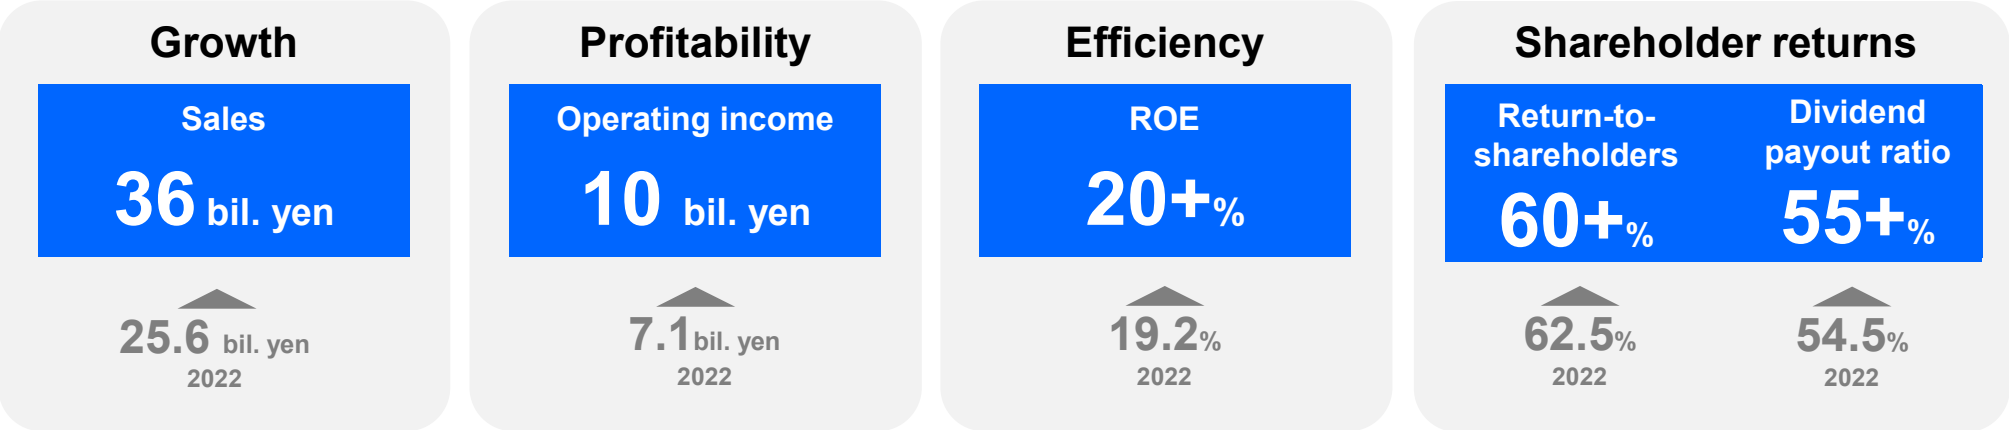 Growth
Sales
36 bil. yen
25.6 bil. yen
2022
Profitability
Operating income
10 bil. yen
7.1bil. yen
2022
Efficiency
ROE
20+%
19.2%
2022
Shareholder returns
Return-to-
shareholders
60+%
62.5%
2022
Dividend
payout ratio
55+%
54.5%
2022